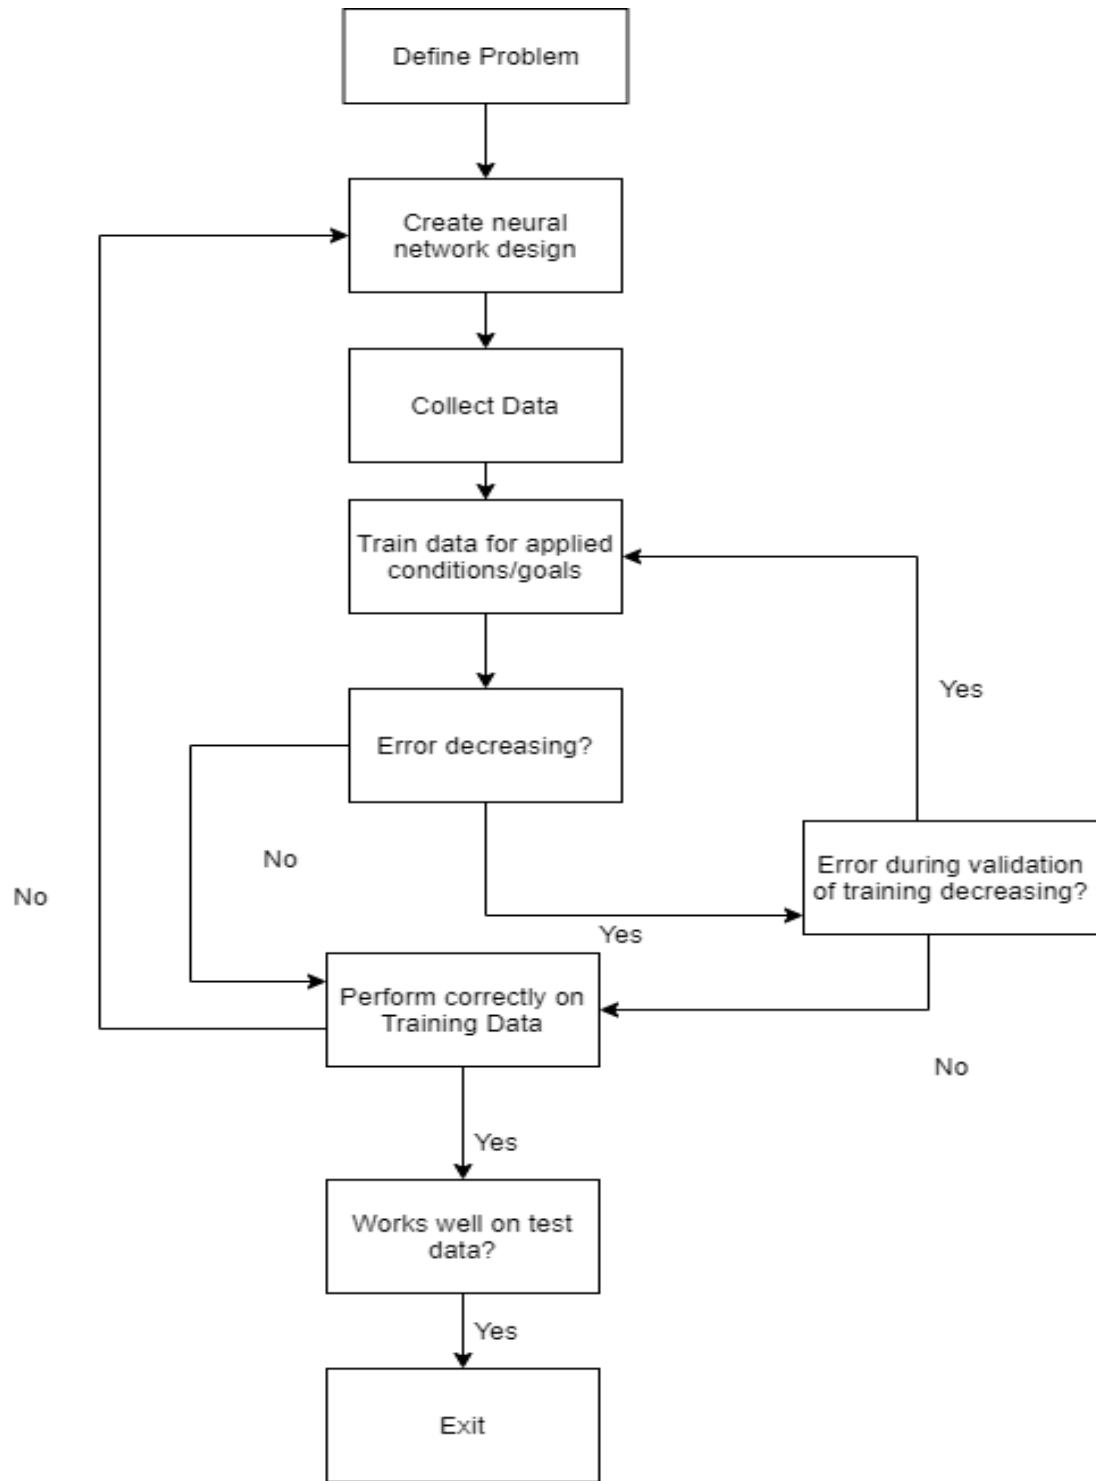 Define Problem
Create neural
network design
Collect Data
Train data for applied
conditions/goals
Yes
Error decreasing?
No
Error during validation
of training decreasing?
No
Yes
Perform correctly on
Training Data
No
Yes
Works well on test
data?
Yes
Exit